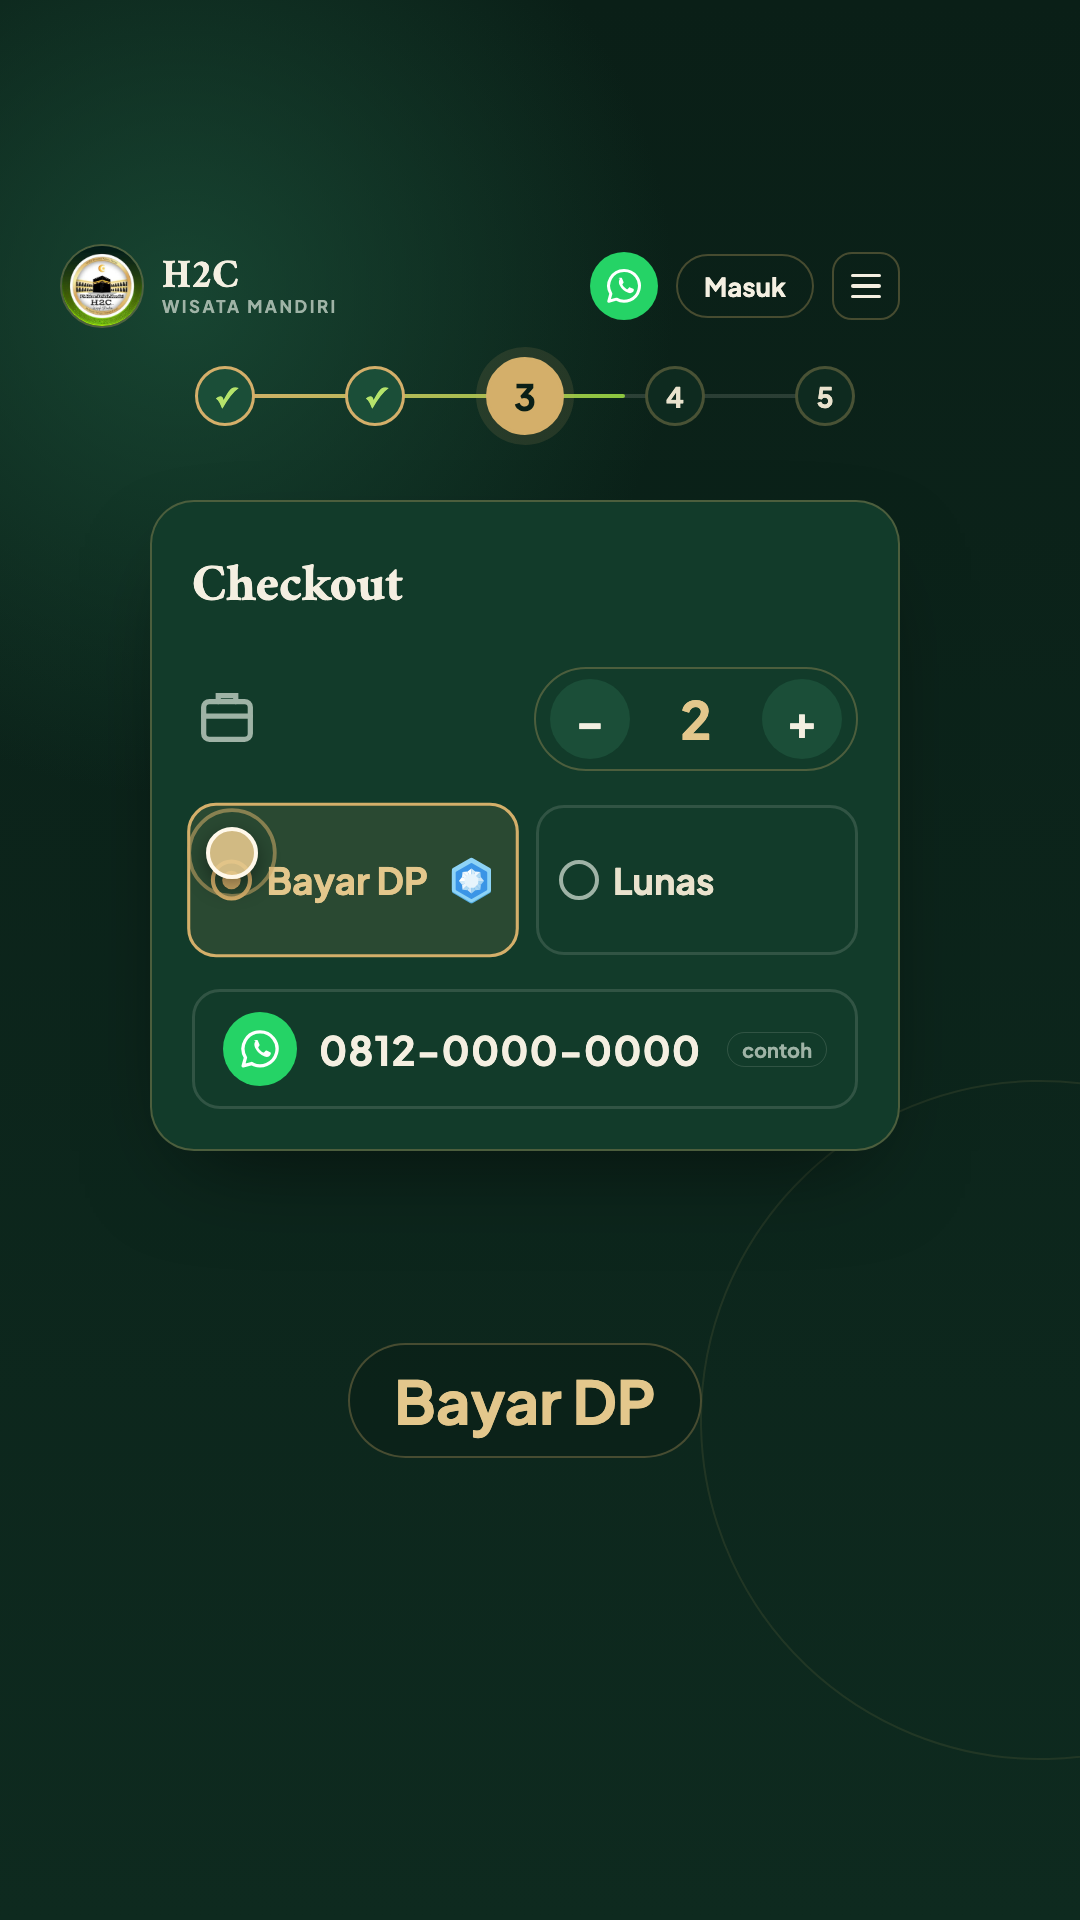 H2C
WISATA MANDIRI
Masuk
3
4
5
Checkout
- 2 +
Bayar DP
Lunas
0812-0000-0000
contoh
Bayar DP